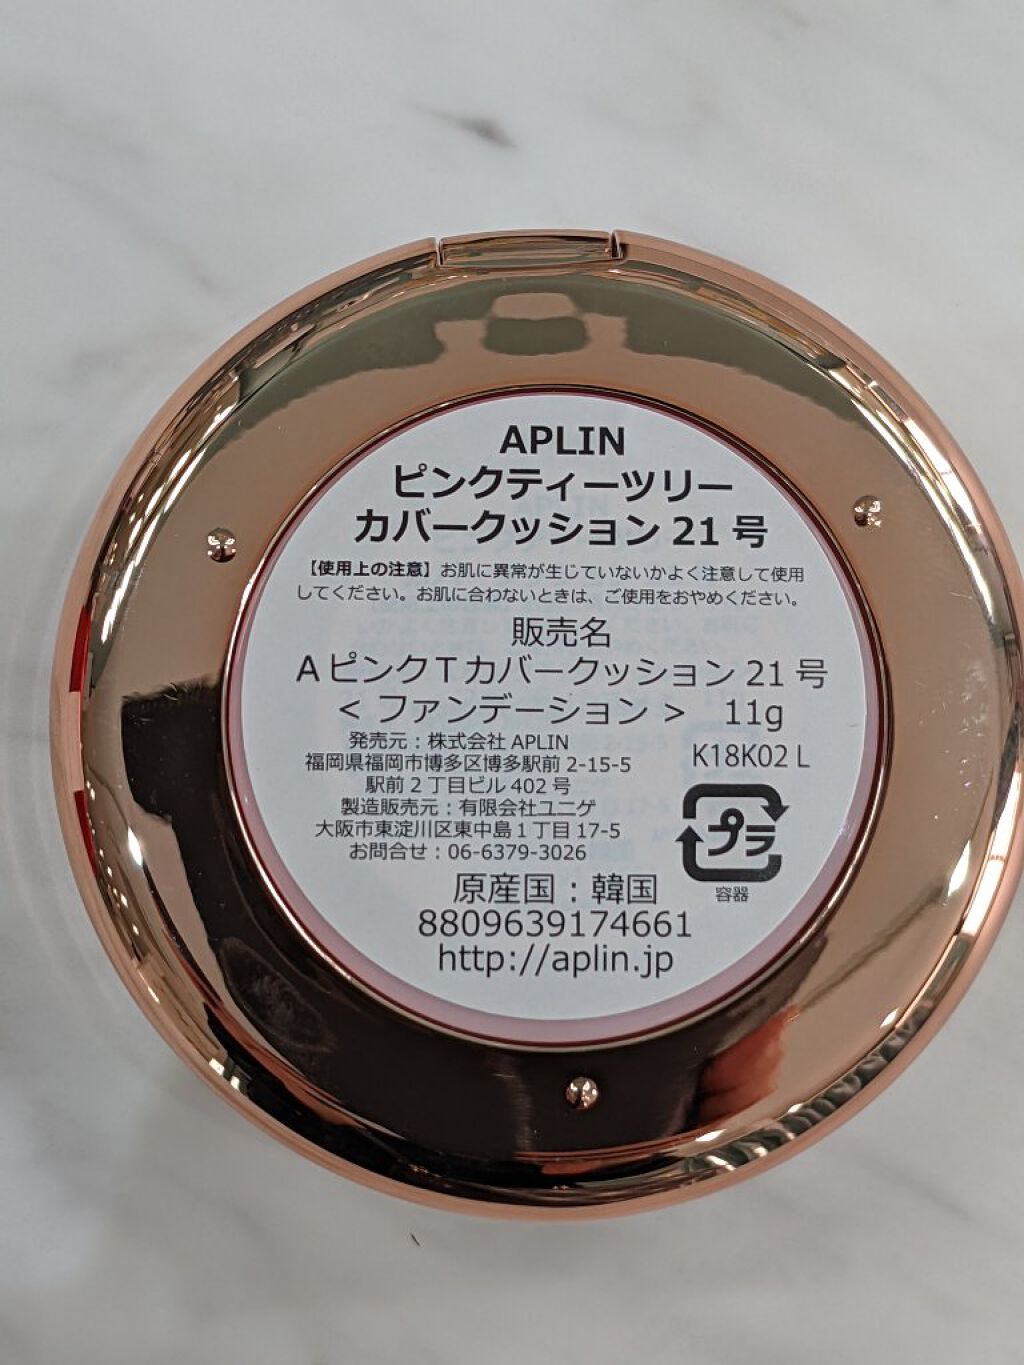 APLIN
ピンクティーツリー
カバークッション 21 号
【使用上の注意】お肌に異常が生じていないかよく注意して使用
してください。お肌に合わないときは、ご使用をおやめください。
販売名
AピンクTカバークッション 21 号
< ファンデーション > 11g
発売元：株式会社 APLIN
福岡県福岡市博多区博多駅前 2-15-5
駅前 2 丁目ビル 402 号
製造販売元：有限会社ユニゲ
大阪市東淀川区東中島 1 丁目 17-5
お問合せ：06-6379-3026
K18K02 L
プラ
容器
原産国：韓国
8809639174661
http://aplin.jp